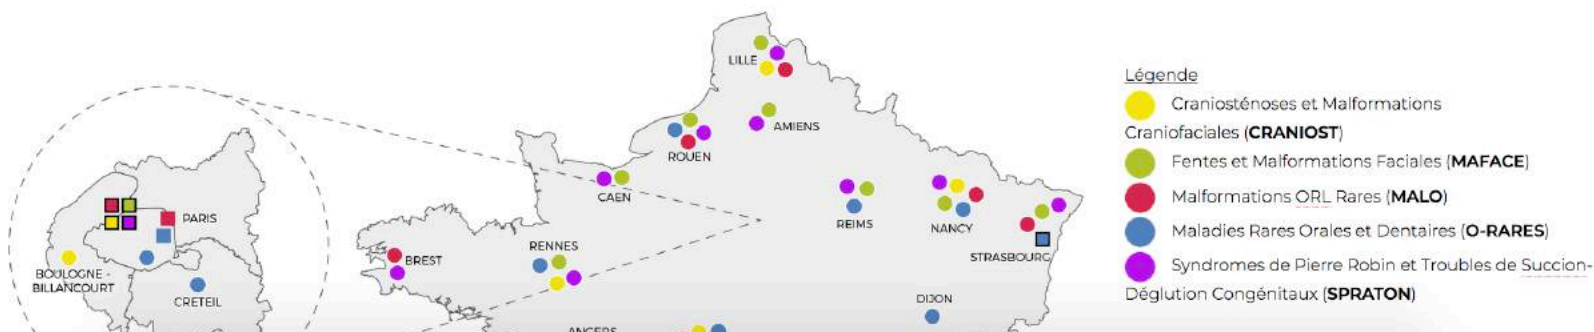 LILLE
AMIENS
ROUEN
CAEN
REIMS
NANCY
STRASBOURG
PARIS
BOULOGNE -
BILLANCOURT
CRETEIL
BREST
RENNES
DIJON
ANGERS
Légende
Craniosténoses et Malformations
Craniofaciales (CRANIOST)
Fentes et Malformations Faciales (MAFACE)
Malformations ORL Rares (MALO)
Maladies Rares Orales et Dentaires (O-RARES)
Syndromes de Pierre Robin et Troubles de Succion-
Déglution Congénitaux (SPRATON)